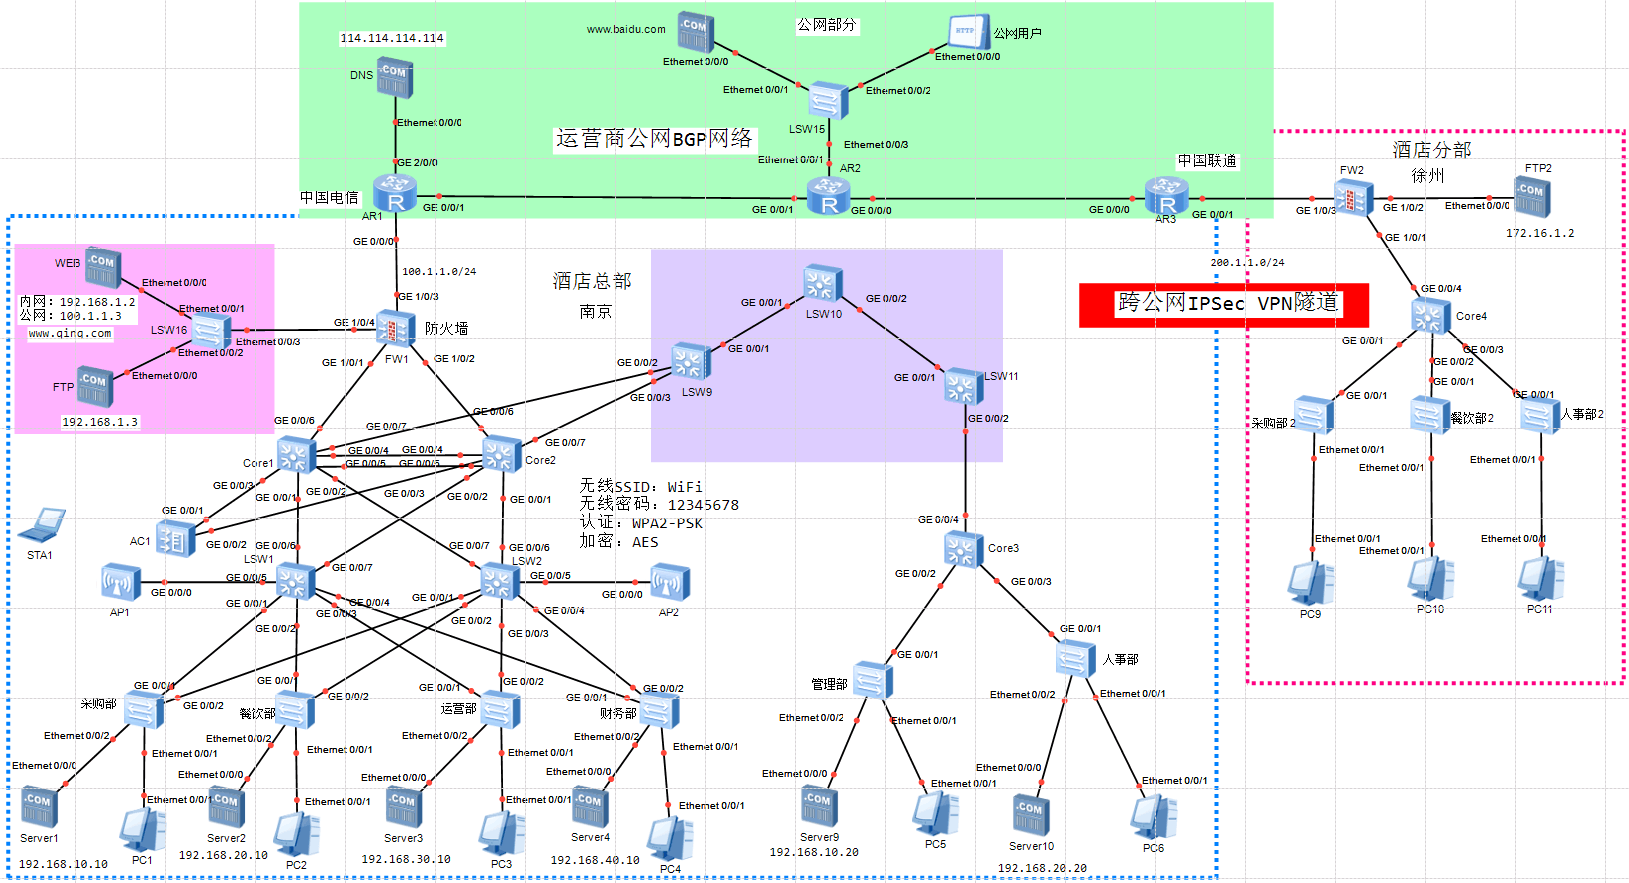 114.114.114.114
DNS
Ethernet 0/0/0
GE 2/0/0
中国电信
AR1
GE 0/0/1
GE 0/0/0
www.baidu.com
公网部分
公网用户
Ethernet 0/0/0
Ethernet 0/0/0
Ethernet 0/0/1
Ethernet 0/0/2
LSW15
运营商公网BGP网络
Ethernet 0/0/3
Ethernet 0/0/1
AR2
GE 0/0/1
GE 0/0/0
中国联通
GE 0/0/0
AR3
GE 0/0/1
酒店分部
徐州
FW2
GE 1/0/3
GE 1/0/2
GE 1/0/1
FTP2
Ethernet 0/0/0
172.16.1.2
200.1.1.0/24
跨公网IPSec VPN隧道
GE 0/0/4
Core4
GE 0/0/1
GE 0/0/2
GE 0/0/3
GE 0/0/1
GE 0/0/1
GE 0/0/1
采购部2
餐饮部2
人事部2
Ethernet 0/0/1
Ethernet 0/0/1
Ethernet 0/0/1
Ethernet 0/0/1
Ethernet 0/0/1
Ethernet 0/0/1
PC9
PC10
PC11
WEB
Ethernet 0/0/0
内网：192.168.1.2
公网：100.1.1.3
www.qinq.com
Ethernet 0/0/1
LSW16
Ethernet 0/0/3
Ethernet 0/0/2
Ethernet 0/0/0
FTP
192.168.1.3
100.1.1.0/24
GE 1/0/3
GE 1/0/4
防火墙
FW1
GE 1/0/1
GE 1/0/2
酒店总部
南京
GE 0/0/1
GE 0/0/2
LSW10
GE 0/0/2
GE 0/0/1
GE 0/0/3
LSW9
GE 0/0/1
LSW11
GE 0/0/2
GE 0/0/6
GE 0/0/6
GE 0/0/7
GE 0/0/7
GE 0/0/4
GE 0/0/4
GE 0/0/5
GE 0/0/5
Core1
Core2
GE 0/0/3
GE 0/0/1
GE 0/0/2
GE 0/0/3
GE 0/0/2
GE 0/0/1
无线SSID：WiFi
无线密码：12345678
认证：WPA2-PSK
加密：AES
GE 0/0/1
AC1
GE 0/0/2
STA1
GE 0/0/6
LSW1
GE 0/0/7
GE 0/0/7
GE 0/0/6
LSW2
GE 0/0/5
GE 0/0/0
AP1
GE 0/0/5
GE 0/0/0
AP2
GE 0/0/1
GE 0/0/2
GE 0/0/3
GE 0/0/4
GE 0/0/1
GE 0/0/2
GE 0/0/3
GE 0/0/4
GE 0/0/4
Core3
GE 0/0/2
GE 0/0/3
GE 0/0/1
GE 0/0/1
管理部
人事部
采购部
GE 0/0/1
GE 0/0/2
餐饮部
GE 0/0/1
GE 0/0/2
运营部
GE 0/0/1
GE 0/0/2
财务部
GE 0/0/1
GE 0/0/2
Ethernet 0/0/2
Ethernet 0/0/1
Ethernet 0/0/2
Ethernet 0/0/1
Ethernet 0/0/2
Ethernet 0/0/1
Ethernet 0/0/2
Ethernet 0/0/1
Ethernet 0/0/2
Ethernet 0/0/1
Ethernet 0/0/2
Ethernet 0/0/1
Ethernet 0/0/0
Ethernet 0/0/1
Ethernet 0/0/0
Ethernet 0/0/1
Ethernet 0/0/0
Ethernet 0/0/1
Ethernet 0/0/0
Ethernet 0/0/1
Ethernet 0/0/0
Ethernet 0/0/1
Ethernet 0/0/0
Ethernet 0/0/1
Server1
PC1
Server2
PC2
Server3
PC3
Server4
PC4
Server9
PC5
Server10
PC6
192.168.10.10
192.168.20.10
192.168.30.10
192.168.40.10
192.168.10.20
192.168.20.20